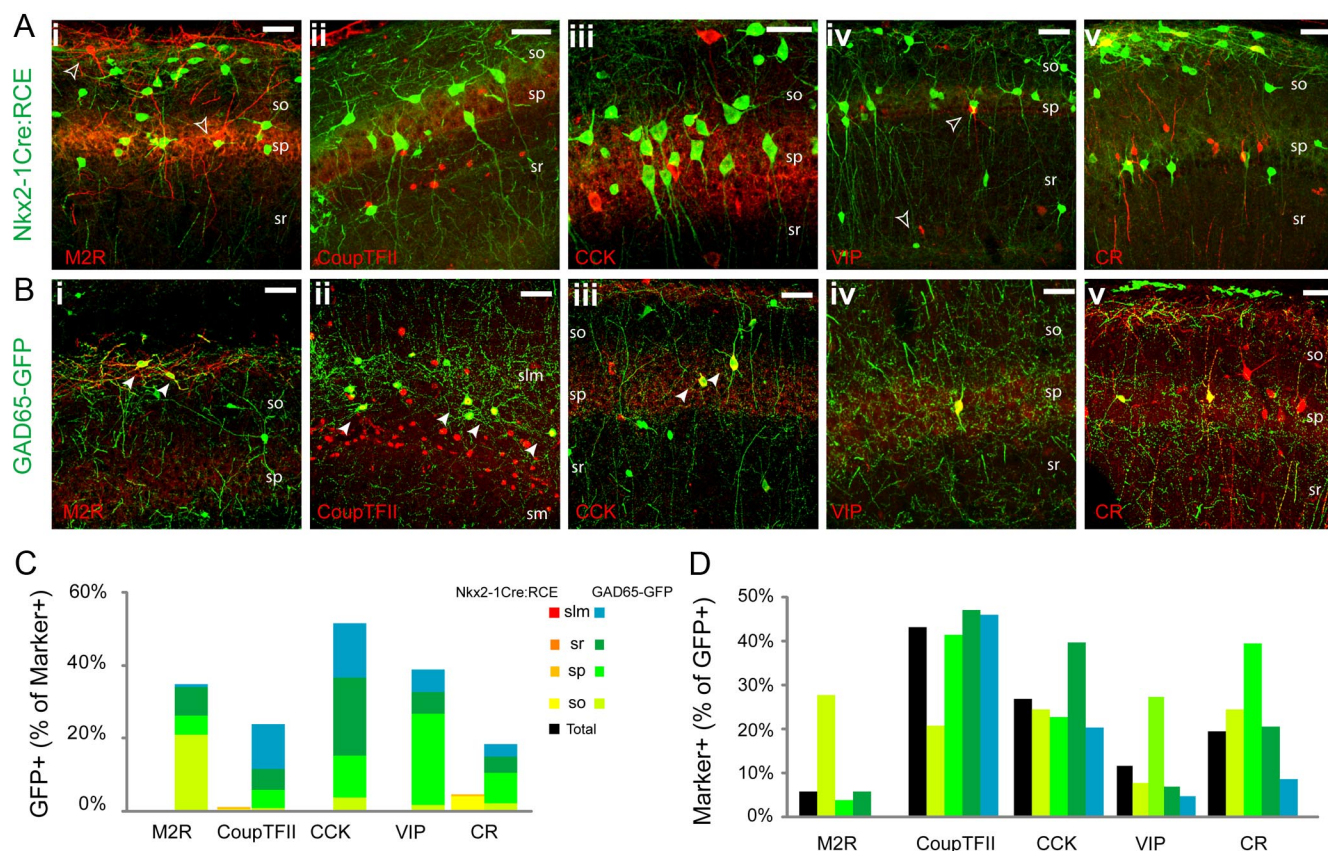 A
Nkx2-1Cre:RCE
i
so
sp
sr
M2R
ii
so
sp
sr
CoupTFII
iii
so
sp
sr
CCK
iv
so
sp
sr
VIP
v
so
sp
sr
CR
B
GAD65-GFP
i
so
sp
M2R
ii
slm
sm
CoupTFII
iii
so
sp
sr
CCK
iv
so
sp
sr
VIP
v
so
sp
sr
CR
C
GFP+ (% of Marker+)
60%
40%
20%
0%
M2R CoupTFII CCK VIP CR
Nkx2-1Cre:RCE GAD65-GFP
slm
sr
sp
so
Total
D
Marker+ (% of GFP+)
50%
40%
30%
20%
10%
0%
M2R CoupTFII CCK VIP CR